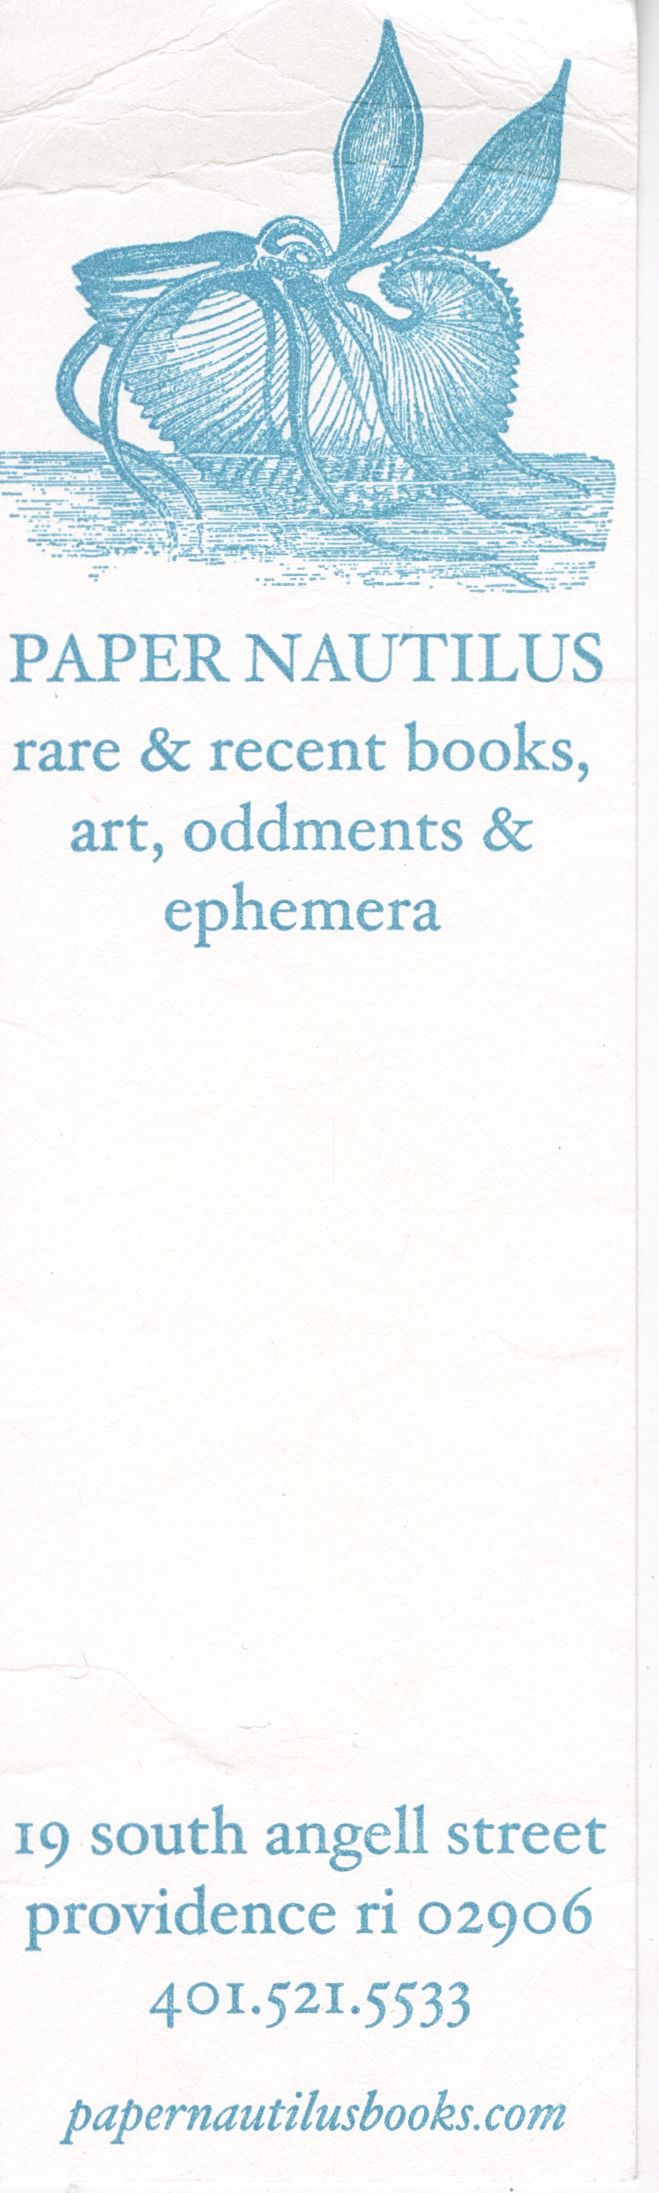 PAPER NAUTILUS
rare & recent books,
art, oddments &
ephemera
19 south angell street
providence ri 02906
401.521.5533
papernautilusbooks.com